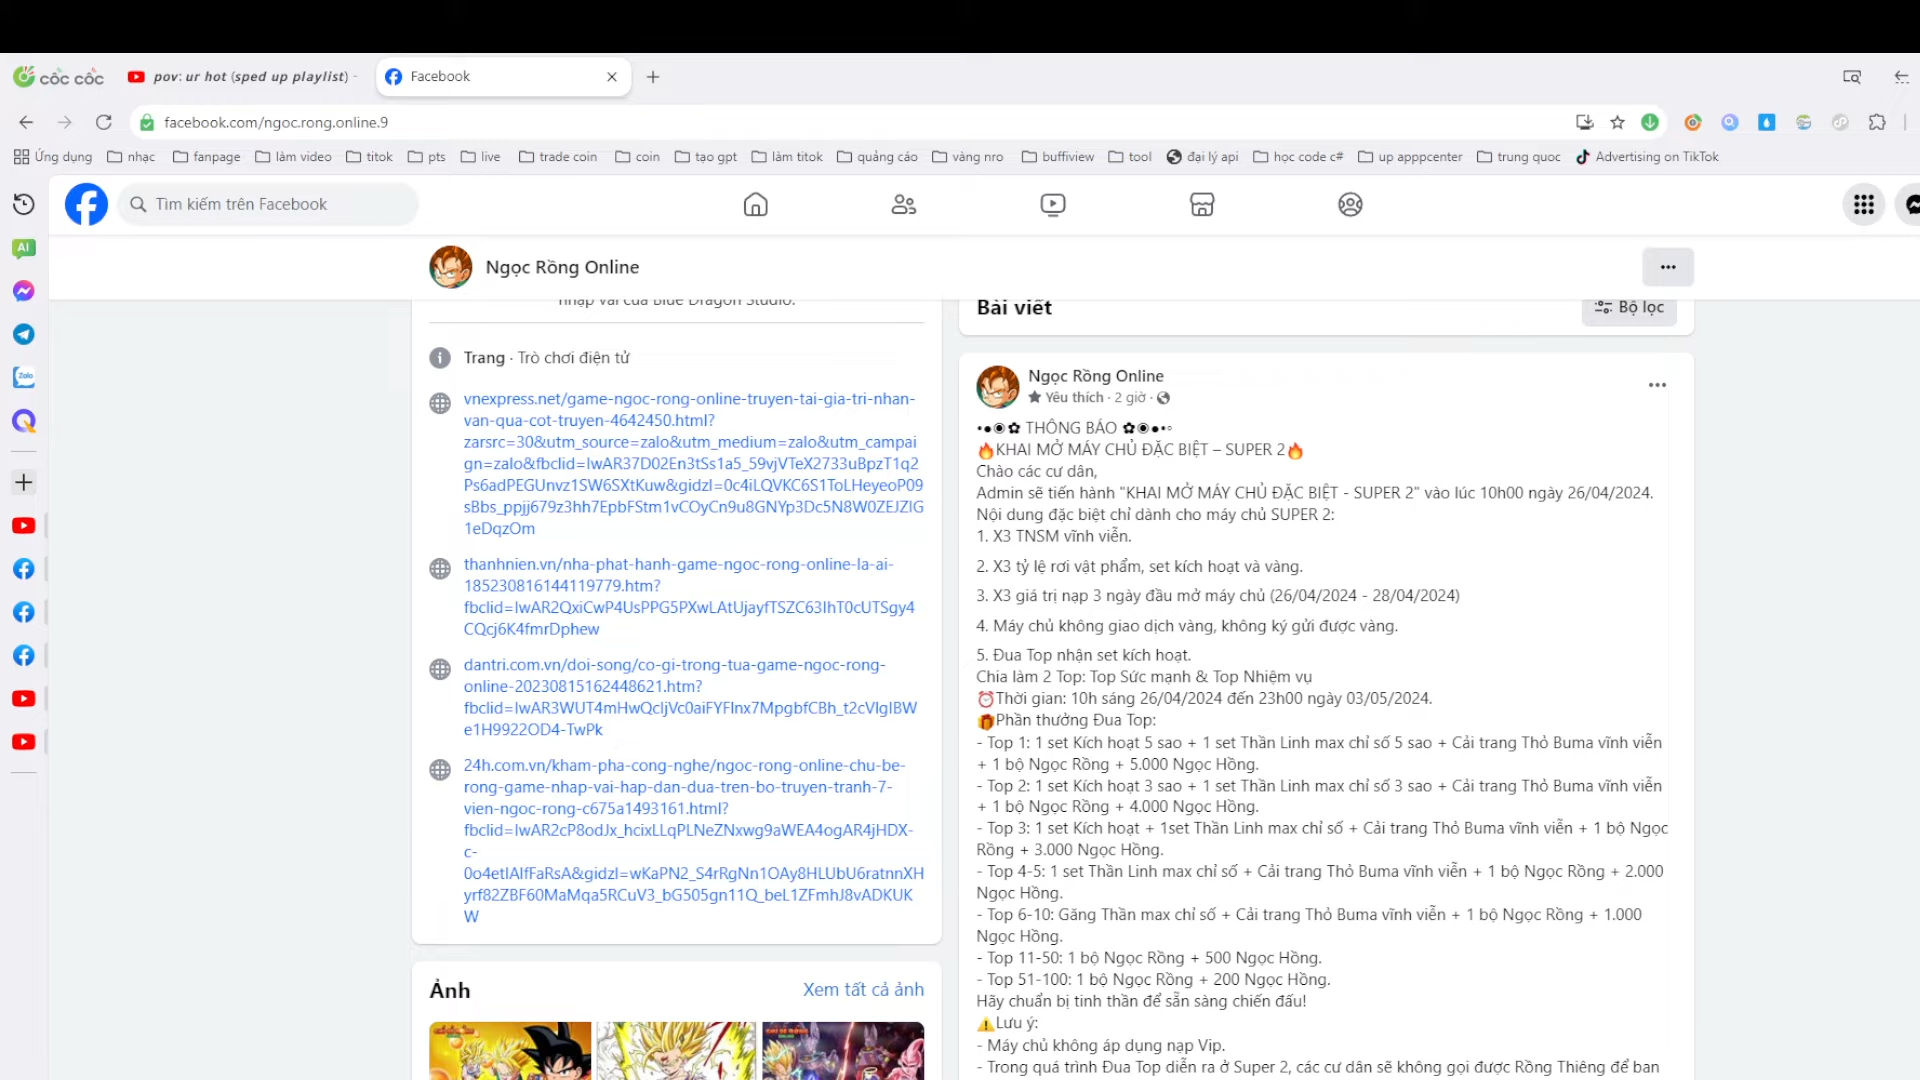 cốc cốc
pov: ur hot (sped up playlist) -
Facebook
facebook.com/ngoc.rong.online.9
Ứng dụng
nhạc
fanpage
làm video
titok
pts
live
trade coin
coin
tạo gpt
làm titok
quảng cáo
vàng nro
buffiview
tool
đại lý api
học code c#
up apppcenter
trung quoc
Advertising on TikTok
Tìm kiếm trên Facebook
AI
Zalo
Ngọc Rồng Online
nhập vai của Blue Dragon Studio.
Trang · Trò chơi điện tử
vnexpress.net/game-ngoc-rong-online-truyen-tai-gia-tri-nhan-
van-qua-cot-truyen-4642450.html?
zarsrc=30&utm_source=zalo&utm_medium=zalo&utm_campai
gn=zalo&fbclid=IwAR37D02En3tSs1a5_59vjVTeX2733uBpzT1q2
Ps6adPEGUnvz1SW6SXtKuw&gidzl=0c4iLQVKC6S1ToLHeyeoP09
sBbs_ppjj679z3hh7EpbFStm1vCOyCn9u8GNYp3Dc5N8W0ZEJZIG
1eDqzOm
thanhnien.vn/nha-phat-hanh-game-ngoc-rong-online-la-ai-
185230816144119779.htm?
fbclid=IwAR2QxiCwP4UsPPG5PXwLAtUjayfTSZC63IhT0cUTSgy4
CQcj6K4fmrDphew
dantri.com.vn/doi-song/co-gi-trong-tua-game-ngoc-rong-
online-20230815162448621.htm?
fbclid=IwAR3WUT4mHwQcljVc0aiFYFInx7MpgbfCBh_t2cVIgIBW
e1H9922OD4-TwPk
24h.com.vn/kham-pha-cong-nghe/ngoc-rong-online-chu-be-
rong-game-nhap-vai-hap-dan-dua-tren-bo-truyen-tranh-7-
vien-ngoc-rong-c675a1493161.html?
fbclid=IwAR2cP8odJx_hcixLLqPLNeZNxwg9aWEA4ogAR4jHDX-
c-
0o4etIAIfFaRsA&gidzl=wKaPN2_S4rRgNn1OAy8HLUbU6ratnnXH
yrf82ZBF60MaMqa5RCuV3_bG505gn11Q_beL1ZFmhJ8vADKUK
W
Ảnh
Xem tất cả ảnh
Bài viết
Bộ lọc
Ngọc Rồng Online
★ Yêu thích · 2 giờ ·
•●◉✿ THÔNG BÁO ✿◉●•◦
🔥KHAI MỞ MÁY CHỦ ĐẶC BIỆT – SUPER 2🔥
Chào các cư dân,
Admin sẽ tiến hành "KHAI MỞ MÁY CHỦ ĐẶC BIỆT - SUPER 2" vào lúc 10h00 ngày 26/04/2024.
Nội dung đặc biệt chỉ dành cho máy chủ SUPER 2:
1. X3 TNSM vĩnh viễn.
2. X3 tỷ lệ rơi vật phẩm, set kích hoạt và vàng.
3. X3 giá trị nạp 3 ngày đầu mở máy chủ (26/04/2024 - 28/04/2024)
4. Máy chủ không giao dịch vàng, không ký gửi được vàng.
5. Đua Top nhận set kích hoạt.
Chia làm 2 Top: Top Sức mạnh & Top Nhiệm vụ
⏰Thời gian: 10h sáng 26/04/2024 đến 23h00 ngày 03/05/2024.
🎁Phần thưởng Đua Top:
- Top 1: 1 set Kích hoạt 5 sao + 1 set Thần Linh max chỉ số 5 sao + Cải trang Thỏ Buma vĩnh viễn
+ 1 bộ Ngọc Rồng + 5.000 Ngọc Hồng.
- Top 2: 1 set Kích hoạt 3 sao + 1 set Thần Linh max chỉ số 3 sao + Cải trang Thỏ Buma vĩnh viễn
+ 1 bộ Ngọc Rồng + 4.000 Ngọc Hồng.
- Top 3: 1 set Kích hoạt + 1set Thần Linh max chỉ số + Cải trang Thỏ Buma vĩnh viễn + 1 bộ Ngọc
Rồng + 3.000 Ngọc Hồng.
- Top 4-5: 1 set Thần Linh max chỉ số + Cải trang Thỏ Buma vĩnh viễn + 1 bộ Ngọc Rồng + 2.000
Ngọc Hồng.
- Top 6-10: Găng Thần max chỉ số + Cải trang Thỏ Buma vĩnh viễn + 1 bộ Ngọc Rồng + 1.000
Ngọc Hồng.
- Top 11-50: 1 bộ Ngọc Rồng + 500 Ngọc Hồng.
- Top 51-100: 1 bộ Ngọc Rồng + 200 Ngọc Hồng.
Hãy chuẩn bị tinh thần để sẵn sàng chiến đấu!
⚠️Lưu ý:
- Máy chủ không áp dụng nạp Vip.
- Trong quá trình Đua Top diễn ra ở Super 2, các cư dân sẽ không gọi được Rồng Thiêng để ban